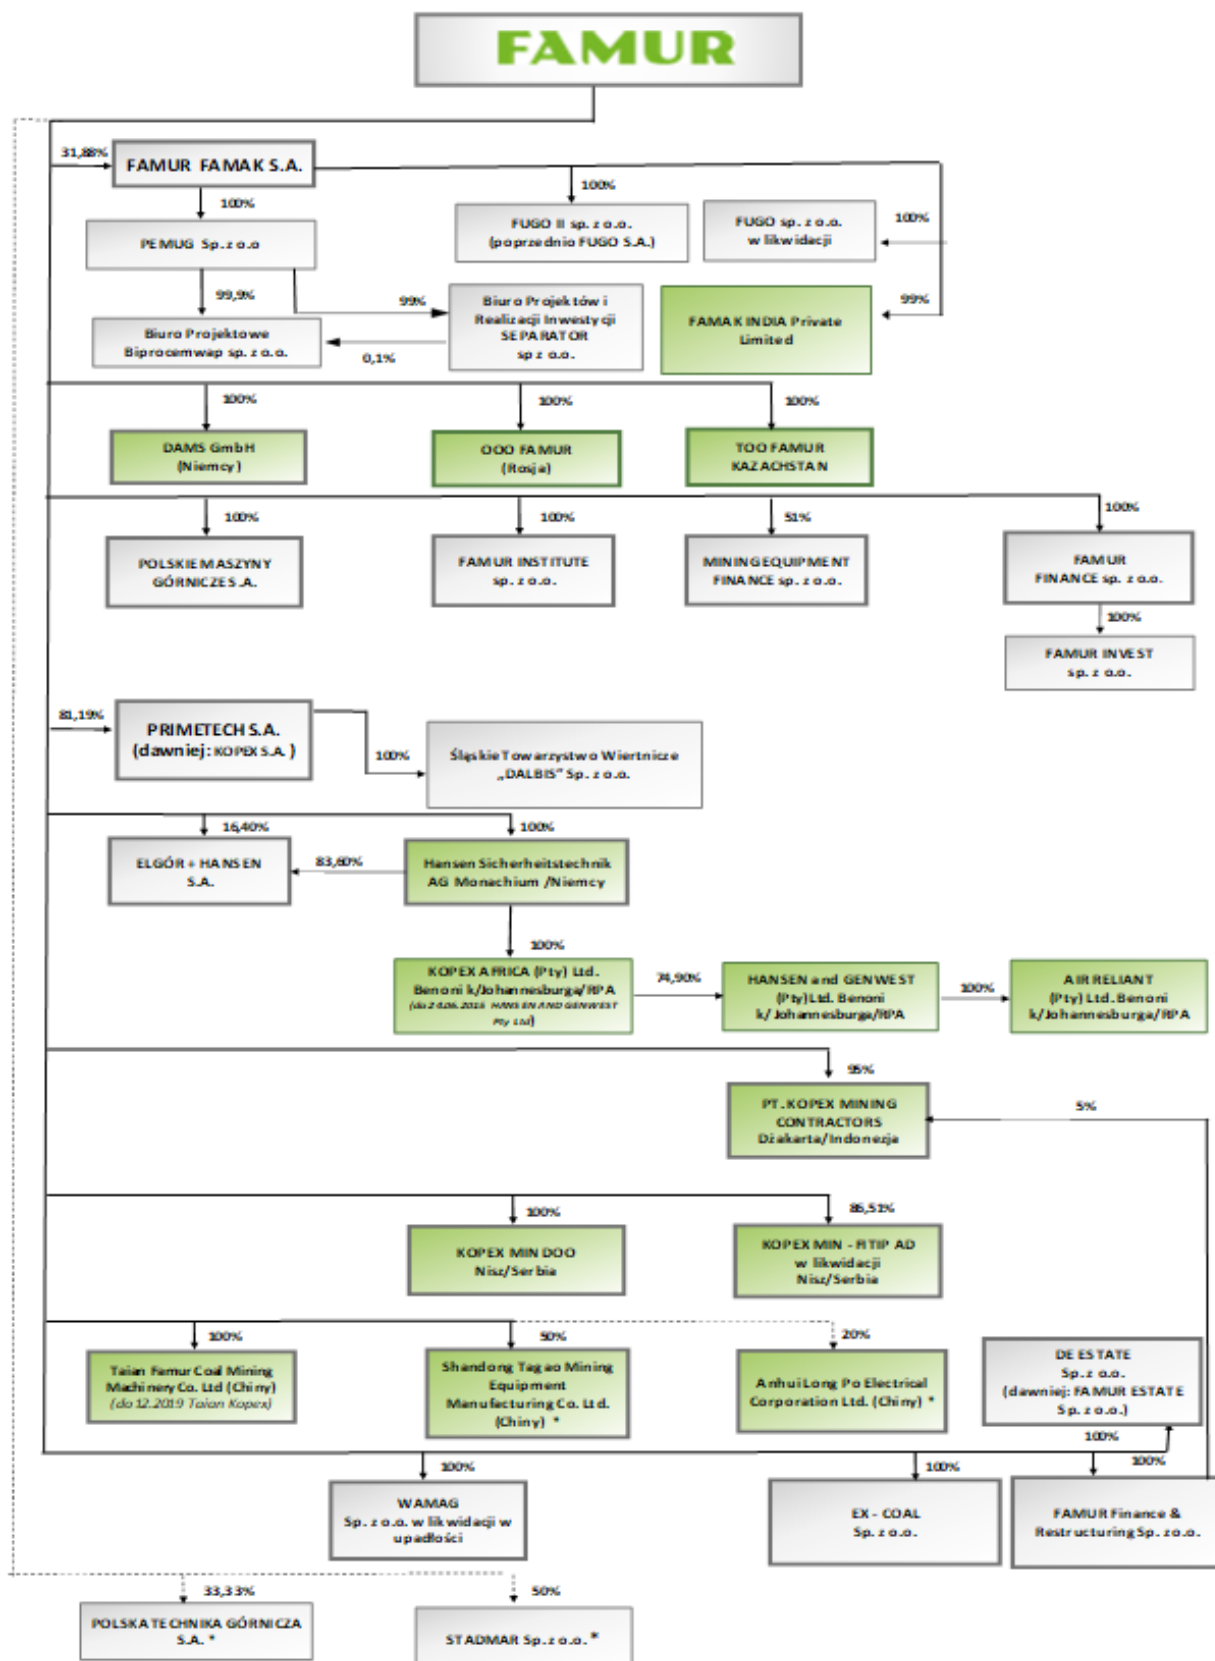 FAMUR
31,88%
FAMUR FAMAK S.A.
100%
100%
PEMUG Sp. z o.o
FUGO II sp. z o.o.
(poprzednio FUGO S.A.)
FUGO sp. z o.o.
w likwidacji
100%
99,9%
99%
Biuro Projektowe
Biprocemwap sp. z o.o.
0,1%
Biuro Projektów i
Realizacji Inwestycji
SEPARATOR
sp z o.o.
FAMAK INDIA Private
Limited
99%
100%
100%
100%
DAMS GmbH
(Niemcy)
OOO FAMUR
(Rosja)
TOO FAMUR
KAZACHSTAN
100%
100%
51%
100%
POLSKIE MASZYNY
GÓRNICZE S.A.
FAMUR INSTITUTE
sp. z o.o.
MINING EQUIPMENT
FINANCE sp. z o.o.
FAMUR
FINANCE sp. z o.o.
100%
FAMUR INVEST
sp. z o.o.
81,19%
PRIMETECH S.A.
(dawniej: KOPEX S.A. )
100%
Śląskie Towarzystwo Wiertnicze
„DALBIS” Sp. z o.o.
16,40%
100%
ELGÓR + HANSEN
S.A.
83,60%
Hansen Sicherheitstechnik
AG Monachium /Niemcy
100%
KOPEX AFRICA (Pty) Ltd.
Benoni k/Johannesburga/RPA
(do 24.06.2016 HANSEN AND GENWEST
Pty Ltd)
74,90%
HANSEN and GENWEST
(Pty) Ltd. Benoni
k/ Johannesburga/RPA
100%
AIR RELIANT
(Pty) Ltd. Benoni
k/Johannesburga/RPA
95%
PT. KOPEX MINING
CONTRACTORS
Dżakarta/Indonezja
5%
100%
86,51%
KOPEX MIN DOO
Nisz/Serbia
KOPEX MIN - FITIP AD
w likwidacji
Nisz/Serbia
100%
50%
20%
Taian Famur Coal Mining
Machinery Co. Ltd (Chiny)
(do 12.2019 Taian Kopex)
Shandong Tagao Mining
Equipment
Manufacturing Co. Ltd.
(Chiny) *
Anhui Long Po Electrical
Corporation Ltd. (Chiny) *
DE ESTATE
Sp. z o.o.
(dawniej: FAMUR ESTATE
Sp. z o.o.)
100%
100%
100%
100%
WAMAG
Sp. z o.o. w likwidacji w
upadłości
EX - COAL
Sp. z o.o.
FAMUR Finance &
Restructuring Sp. zo.o.
33,33%
50%
POLSKA TECHNIKA GÓRNICZA
S.A. *
STADMAR Sp. z o.o. *